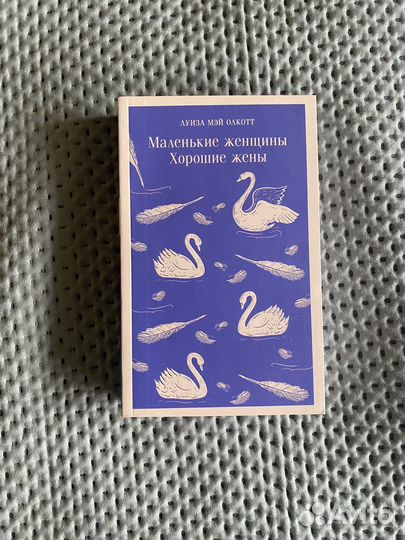 ЛУИЗА МЭЙ ОЛКОТТ
Маленькие женщины
Хорошие жены
Avito